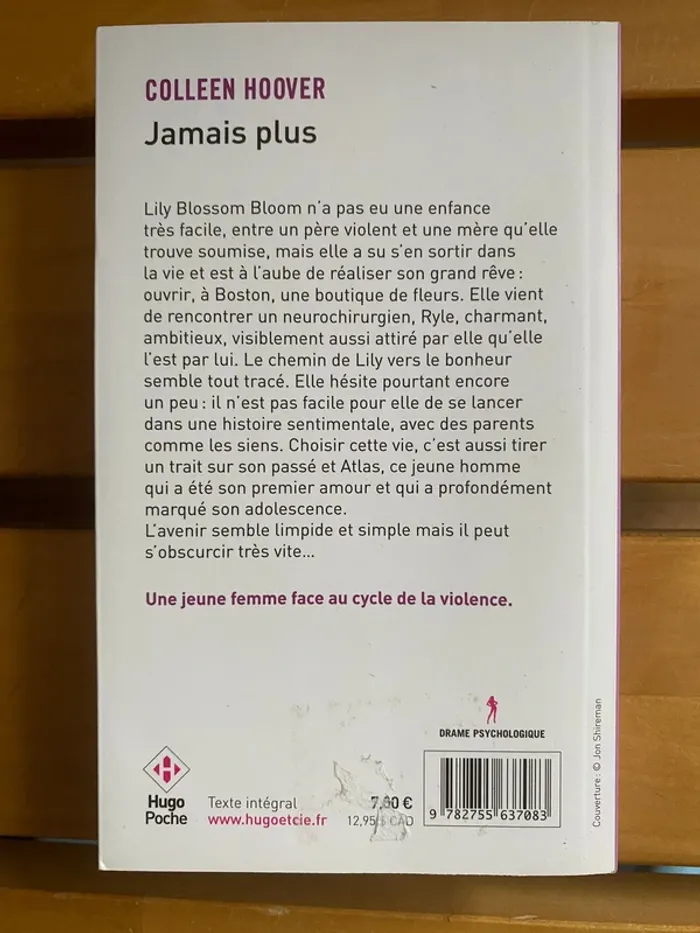 COLLEEN HOOVER
Jamais plus
Lily Blossom Bloom n'a pas eu une enfance
très facile, entre un père violent et une mère qu'elle
trouve soumise, mais elle a su s'en sortir dans
la vie et est à l'aube de réaliser son grand rêve :
ouvrir, à Boston, une boutique de fleurs. Elle vient
de rencontrer un neurochirurgien, Ryle, charmant,
ambitieux, visiblement aussi attiré par elle qu'elle
l'est par lui. Le chemin de Lily vers le bonheur
semble tout tracé. Elle hésite pourtant encore
un peu : il n'est pas facile pour elle de se lancer
dans une histoire sentimentale, avec des parents
comme les siens. Choisir cette vie, c'est aussi tirer
un trait sur son passé et Atlas, ce jeune homme
qui a été son premier amour et qui a profondément
marqué son adolescence.
L'avenir semble limpide et simple mais il peut
s'obscurcir très vite...
Une jeune femme face au cycle de la violence.
DRAME PSYCHOLOGIQUE
Hugo
Poche
Texte intégral
www.hugoetcie.fr
7,60 €
12,95 $ CAD
9 782755 637083
Couverture : © Jon Shireman